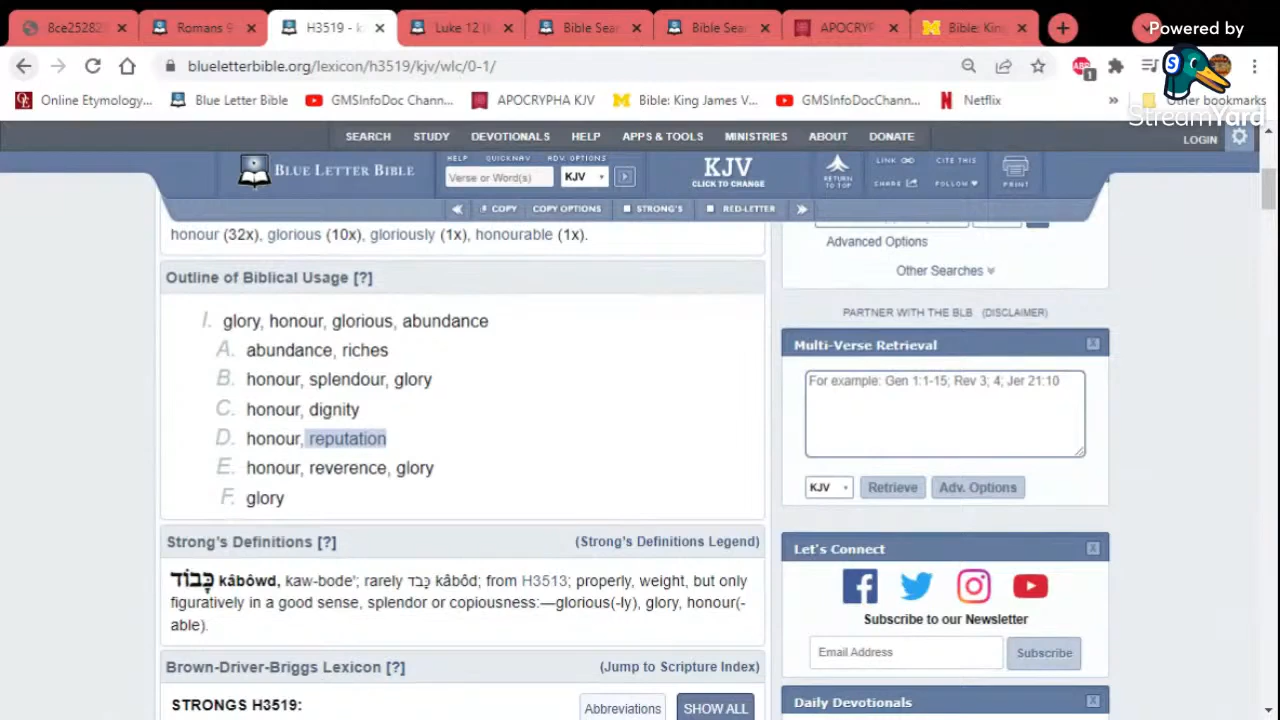 8ce25282
Romans 9
H3519 - k
Luke 12 (
Bible Sear
Bible Sear
APOCRYP
Bible: Kin
Powered by
blueletterbible.org/lexicon/h3519/kjv/wlc/0-1/
Online Etymology...
Blue Letter Bible
GMSInfoDoc Chann...
APOCRYPHA KJV
Bible: King James V...
GMSInfoDocChann...
Netflix
Other bookmarks
StreamYard
SEARCH STUDY DEVOTIONALS HELP APPS & TOOLS MINISTRIES ABOUT DONATE
LOGIN
BLUE LETTER BIBLE
HELP QUICKNAV ADV. OPTIONS
Verse or Word(s)
KJV
KJV
CLICK TO CHANGE
RETURN
TO TOP
LINK
CITE THIS
SHARE
FOLLOW
PRINT
COPY COPY OPTIONS STRONG'S RED-LETTER
honour (32x), glorious (10x), gloriously (1x), honourable (1x).
Outline of Biblical Usage [?]
I. glory, honour, glorious, abundance
A. abundance, riches
B. honour, splendour, glory
C. honour, dignity
D. honour, reputation
E. honour, reverence, glory
F. glory
Strong's Definitions [?] (Strong's Definitions Legend)
כָּבוֹד kâbôwd, kaw-bode'; rarely כָּבֹד kâbôd; from H3513; properly, weight, but only
figuratively in a good sense, splendor or copiousness:—glorious(-ly), glory, honour(-
able).
Brown-Driver-Briggs Lexicon [?] (Jump to Scripture Index)
STRONGS H3519:
Abbreviations
SHOW ALL
Advanced Options
Other Searches
PARTNER WITH THE BLB (DISCLAIMER)
Multi-Verse Retrieval
For example: Gen 1:1-15; Rev 3; 4; Jer 21:10
KJV
Retrieve
Adv. Options
Let's Connect
Subscribe to our Newsletter
Email Address
Subscribe
Daily Devotionals